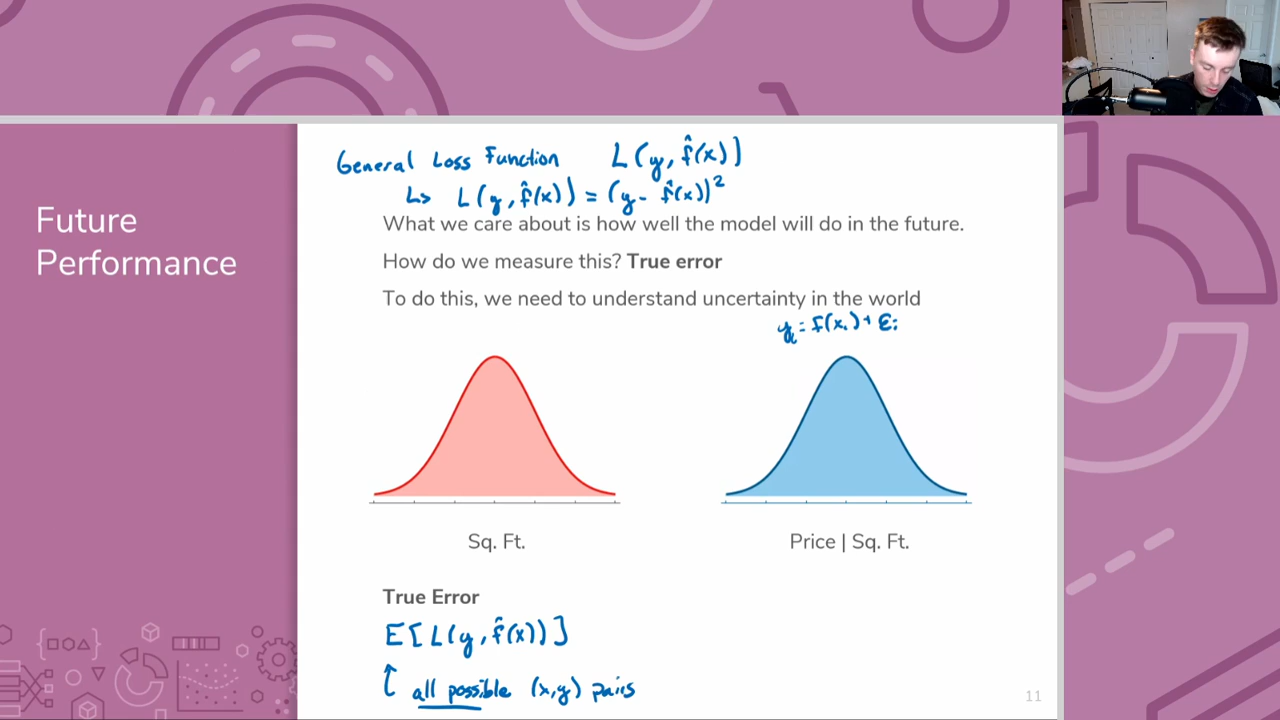 Future
Performance
General Loss Function L(y, f̂(x))
↳ L(y, f̂(x)) = (y - f̂(x))²
What we care about is how well the model will do in the future.
How do we measure this? True error
To do this, we need to understand uncertainty in the world
yᵢ = f(xᵢ) + εᵢ
Sq. Ft.
Price | Sq. Ft.
True Error
E[L(y, f̂(x))]
↑ all possible (x,y) pairs
11